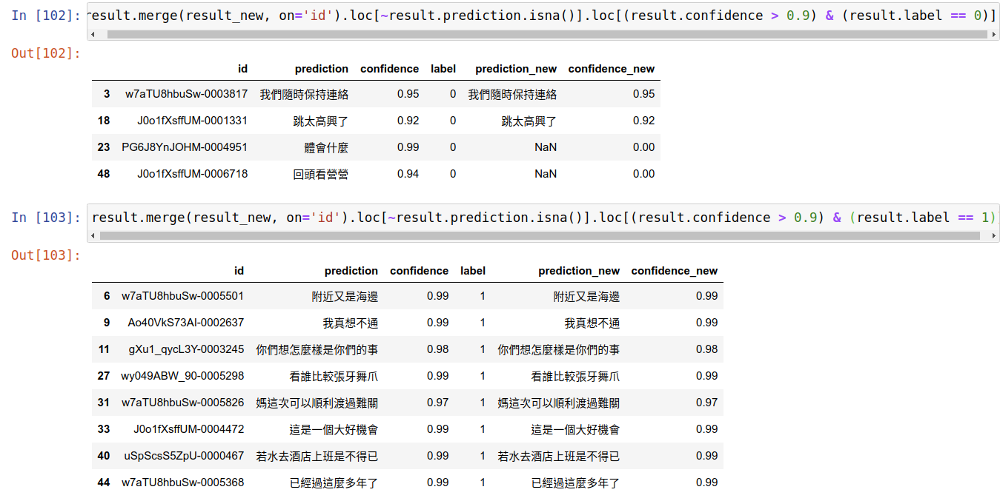 In [102]: result.merge(result_new, on='id').loc[~result.prediction.isna()].loc[(result.confidence > 0.9) & (result.label == 0)]
Out[102]:
id prediction confidence label prediction_new confidence_new
3 w7aTU8hbuSw-0003817 我們隨時保持連絡 0.95 0 我們隨時保持連絡 0.95
18 J0o1fXsffUM-0001331 跳太高興了 0.92 0 跳太高興了 0.92
23 PG6J8YnJOHM-0004951 體會什麼 0.99 0 NaN 0.00
48 J0o1fXsffUM-0006718 回頭看營營 0.94 0 NaN 0.00
In [103]: result.merge(result_new, on='id').loc[~result.prediction.isna()].loc[(result.confidence > 0.9) & (result.label == 1)
Out[103]:
id prediction confidence label prediction_new confidence_new
6 w7aTU8hbuSw-0005501 附近又是海邊 0.99 1 附近又是海邊 0.99
9 Ao40VkS73AI-0002637 我真想不通 0.99 1 我真想不通 0.99
11 gXu1_qycL3Y-0003245 你們想怎麼樣是你們的事 0.98 1 你們想怎麼樣是你們的事 0.98
27 wy049ABW_90-0005298 看誰比較張牙舞爪 0.99 1 看誰比較張牙舞爪 0.99
31 w7aTU8hbuSw-0005826 媽這次可以順利渡過難關 0.97 1 媽這次可以順利渡過難關 0.97
33 J0o1fXsffUM-0004472 這是一個大好機會 0.99 1 這是一個大好機會 0.99
40 uSpScsS5ZpU-0000467 若水去酒店上班是不得已 0.99 1 若水去酒店上班是不得已 0.99
44 w7aTU8hbuSw-0005368 已經過這麼多年了 0.99 1 已經過這麼多年了 0.99